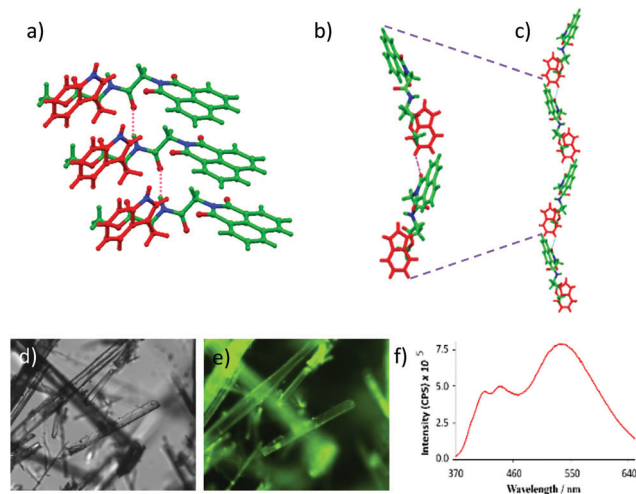 a)
b)
c)
d)
e)
f)
7.5
5.0
2.5
0.0
Intensity (CPS) x 10 5
370
460
550
640
Wavelength / nm